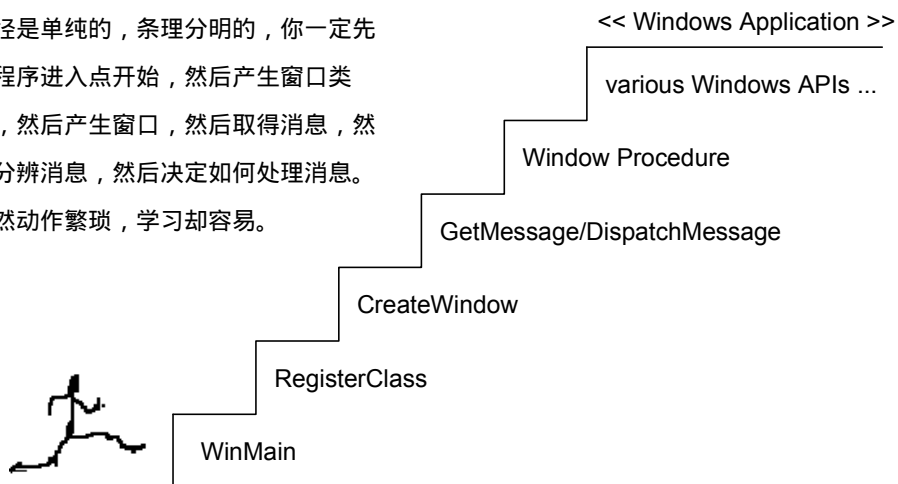 径是单纯的，条理分明的，你一定先
程序进入点开始，然后产生窗口类
，然后产生窗口，然后取得消息，然
分辨消息，然后决定如何处理消息。
然动作繁琐，学习却容易。
<< Windows Application >>
various Windows APIs ...
Window Procedure
GetMessage/DispatchMessage
CreateWindow
RegisterClass
WinMain